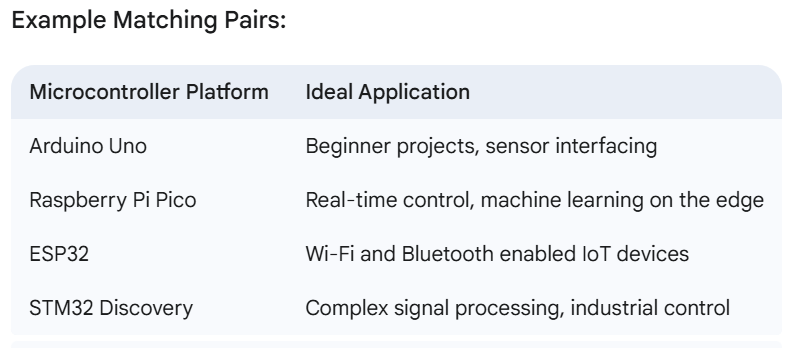 Example Matching Pairs:
Microcontroller Platform Ideal Application
Arduino Uno Beginner projects, sensor interfacing
Raspberry Pi Pico Real-time control, machine learning on the edge
ESP32 Wi-Fi and Bluetooth enabled IoT devices
STM32 Discovery Complex signal processing, industrial control